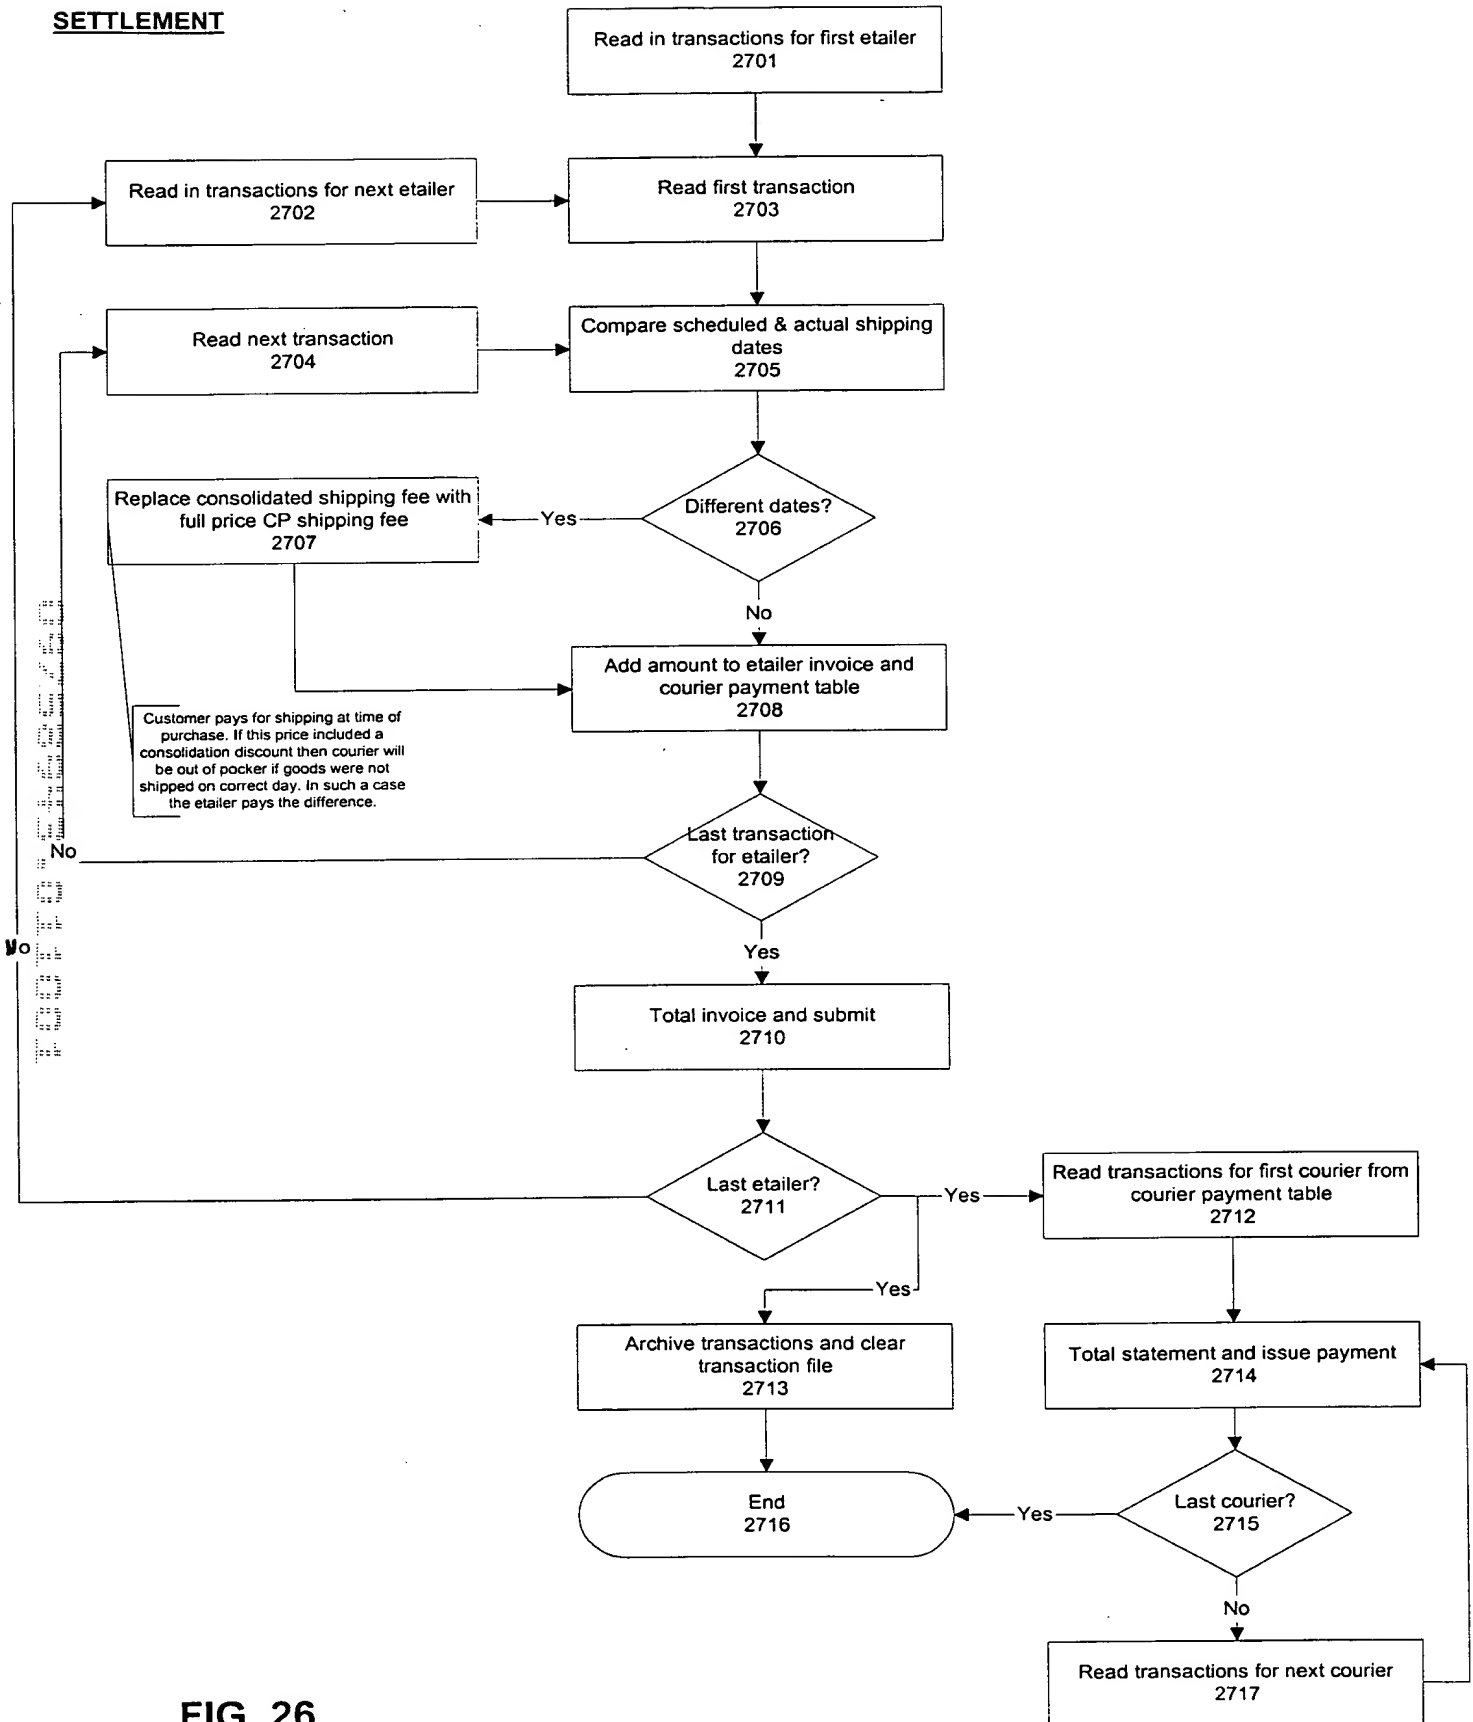 SETTLEMENT
Read in transactions for first etailer
2701
Read in transactions for next etailer
2702
Read first transaction
2703
Read next transaction
2704
Compare scheduled & actual shipping
dates
2705
Replace consolidated shipping fee with
full price CP shipping fee
2707
Yes
Different dates?
2706
No
Add amount to etailer invoice and
courier payment table
2708
Customer pays for shipping at time of
purchase. If this price included a
consolidation discount then courier will
be out of pocker if goods were not
shipped on correct day. In such a case
the etailer pays the difference.
Last transaction
for etailer?
2709
No
No
Yes
Total invoice and submit
2710
Last etailer?
2711
Yes
Read transactions for first courier from
courier payment table
2712
Yes
Archive transactions and clear
transaction file
2713
Total statement and issue payment
2714
End
2716
Yes
Last courier?
2715
No
Read transactions for next courier
2717
FIG. 26